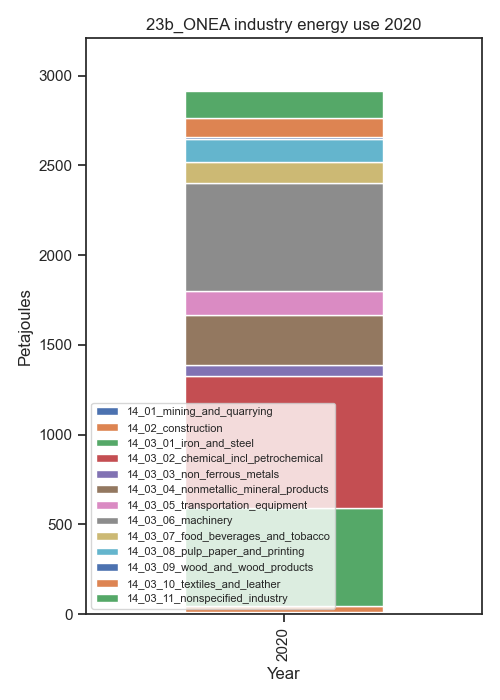 23b_ONEA industry energy use 2020
3000
2500
2000
1500
1000
500
0
Petajoules
14_01_mining_and_quarrying
14_02_construction
14_03_01_iron_and_steel
14_03_02_chemical_incl_petrochemical
14_03_03_non_ferrous_metals
14_03_04_nonmetallic_mineral_products
14_03_05_transportation_equipment
14_03_06_machinery
14_03_07_food_beverages_and_tobacco
14_03_08_pulp_paper_and_printing
14_03_09_wood_and_wood_products
14_03_10_textiles_and_leather
14_03_11_nonspecified_industry
2020
Year